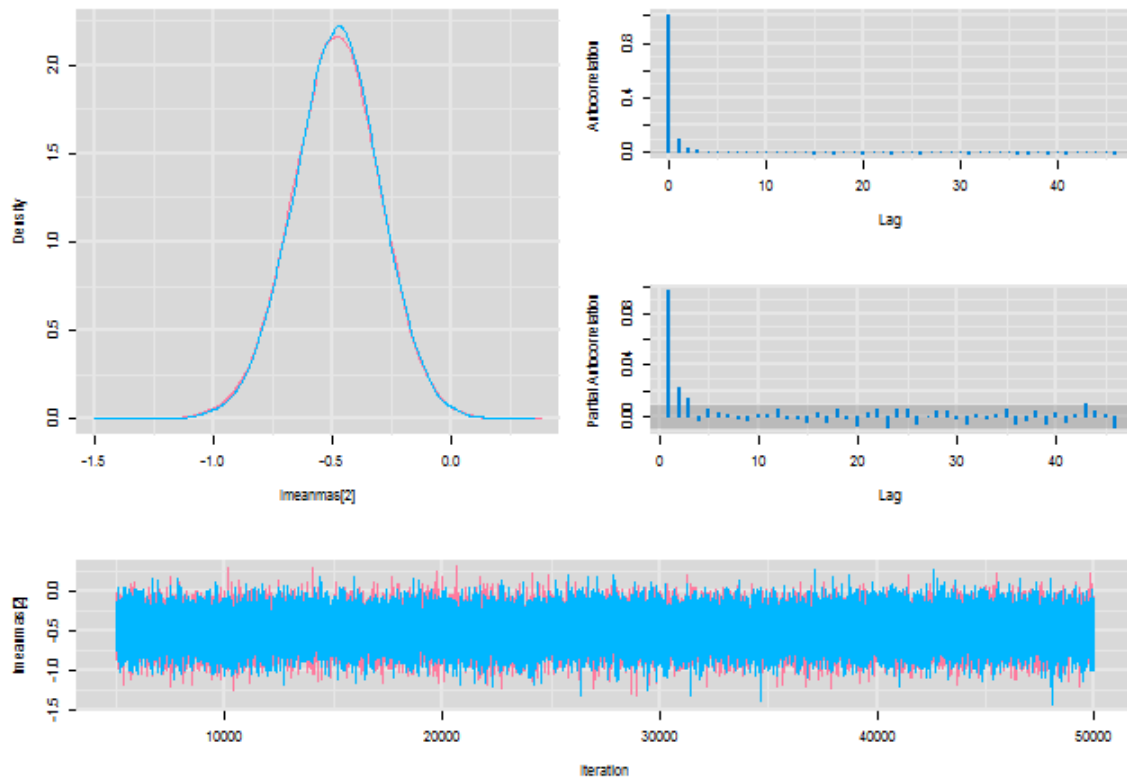 Density
0.0 0.5 1.0 1.5 2.0
-1.5 -1.0 -0.5 0.0
lmeanmas[2]
Autocorrelation
0.0 0.4 0.8
0 10 20 30 40
Lag
Partial Autocorrelation
0.00 0.04 0.08
0 10 20 30 40
Lag
lmeanmas[2]
-1.5 -1.0 -0.5 0.0
10000 20000 30000 40000 50000
Iteration